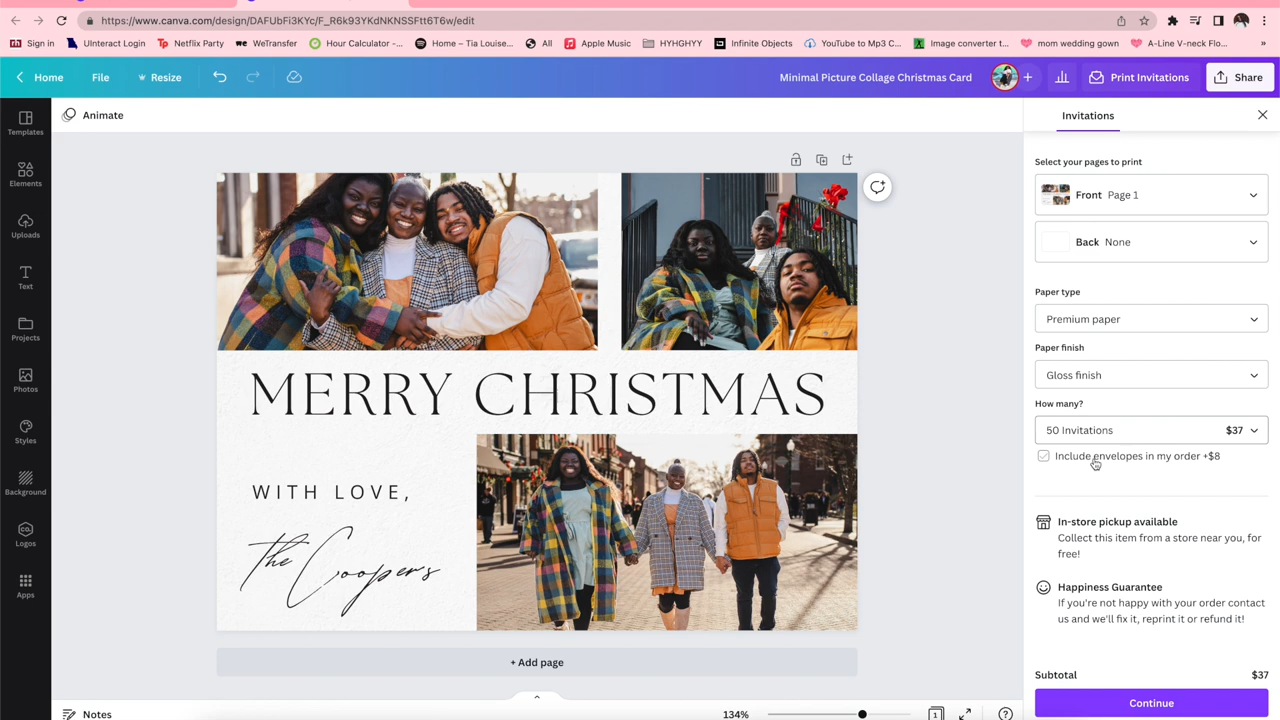 https://www.canva.com/design/DAFUbFi3KYc/F_R6k93YKdNKNSSFtt6T6w/edit
Sign in
UInteract Login
Netflix Party
WeTransfer
Hour Calculator -...
Home – Tia Louise...
All
Apple Music
HYHGHYY
Infinite Objects
YouTube to Mp3 C...
Image converter t...
mom wedding gown
A-Line V-neck Flo...
»
Home
File
Resize
Minimal Picture Collage Christmas Card
Print Invitations
Share
Templates
Elements
Uploads
Text
Projects
Photos
Styles
Background
Logos
Apps
Animate
MERRY CHRISTMAS
WITH LOVE,
the Coopers
+ Add page
Notes
134%
1
Invitations
Select your pages to print
Front Page 1
Back None
Paper type
Premium paper
Paper finish
Gloss finish
How many?
50 Invitations $37
Include envelopes in my order +$8
In-store pickup available
Collect this item from a store near you, for
free!
Happiness Guarantee
If you're not happy with your order contact
us and we'll fix it, reprint it or refund it!
Subtotal $37
Continue